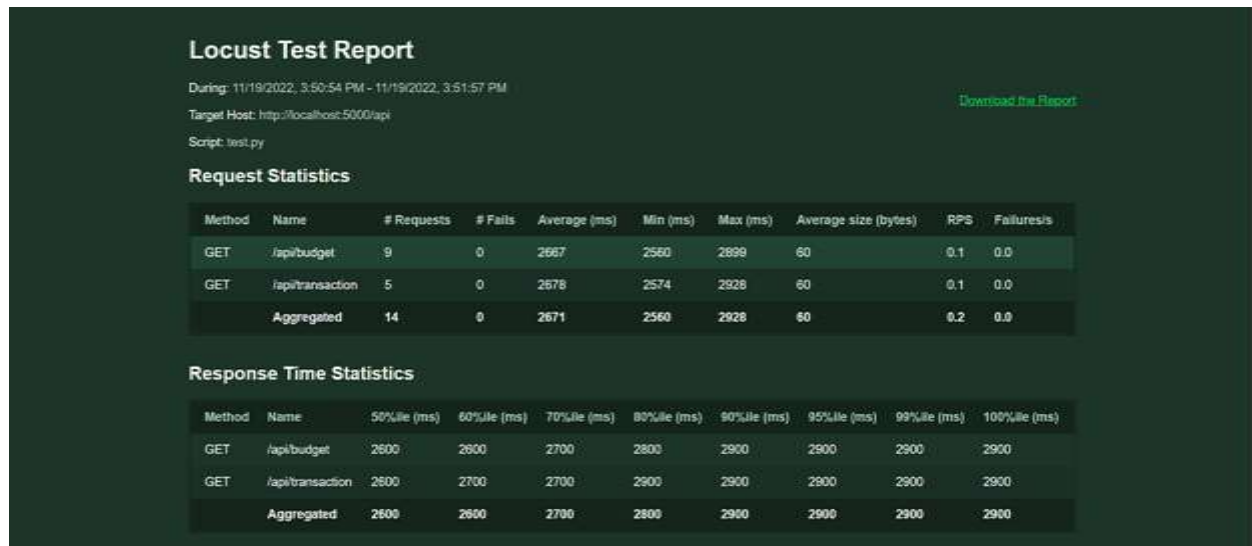 Locust Test Report
During: 11/19/2022, 3:50:54 PM - 11/19/2022, 3:51:57 PM
Download the Report
Target Host: http://localhost:5000/api
Script: test.py
Request Statistics
Method Name # Requests # Fails Average (ms) Min (ms) Max (ms) Average size (bytes) RPS Failures/s
GET /api/budget 9 0 2667 2560 2899 60 0.1 0.0
GET /api/transaction 5 0 2678 2574 2928 60 0.1 0.0
Aggregated 14 0 2671 2560 2928 60 0.2 0.0
Response Time Statistics
Method Name 50%ile (ms) 60%ile (ms) 70%ile (ms) 80%ile (ms) 90%ile (ms) 95%ile (ms) 99%ile (ms) 100%ile (ms)
GET /api/budget 2600 2600 2700 2800 2900 2900 2900 2900
GET /api/transaction 2600 2700 2700 2900 2900 2900 2900 2900
Aggregated 2600 2600 2700 2800 2900 2900 2900 2900